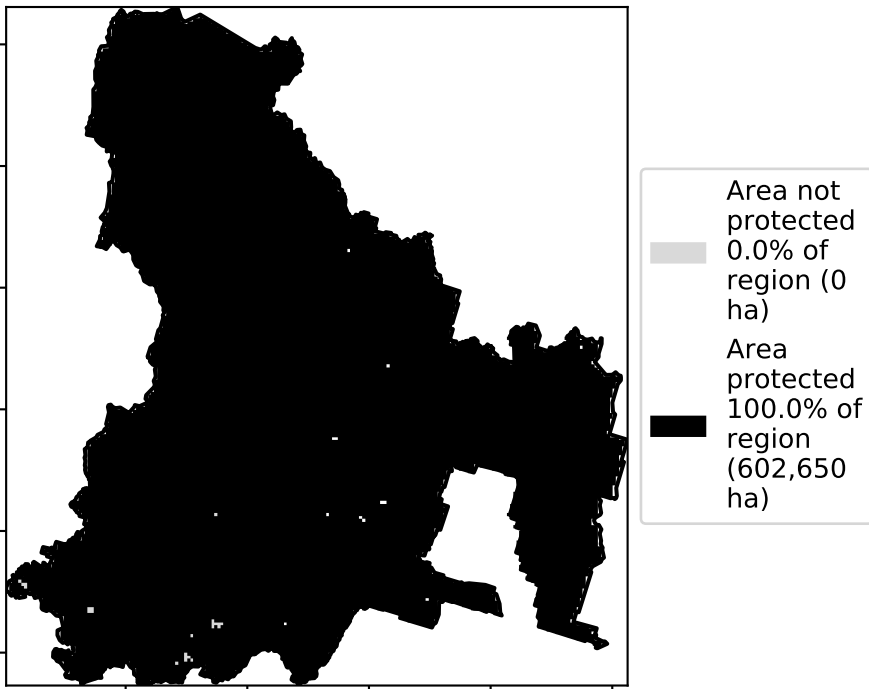 Area not
protected
0.0% of
region (0
ha)
Area
protected
100.0% of
region
(602,650
ha)